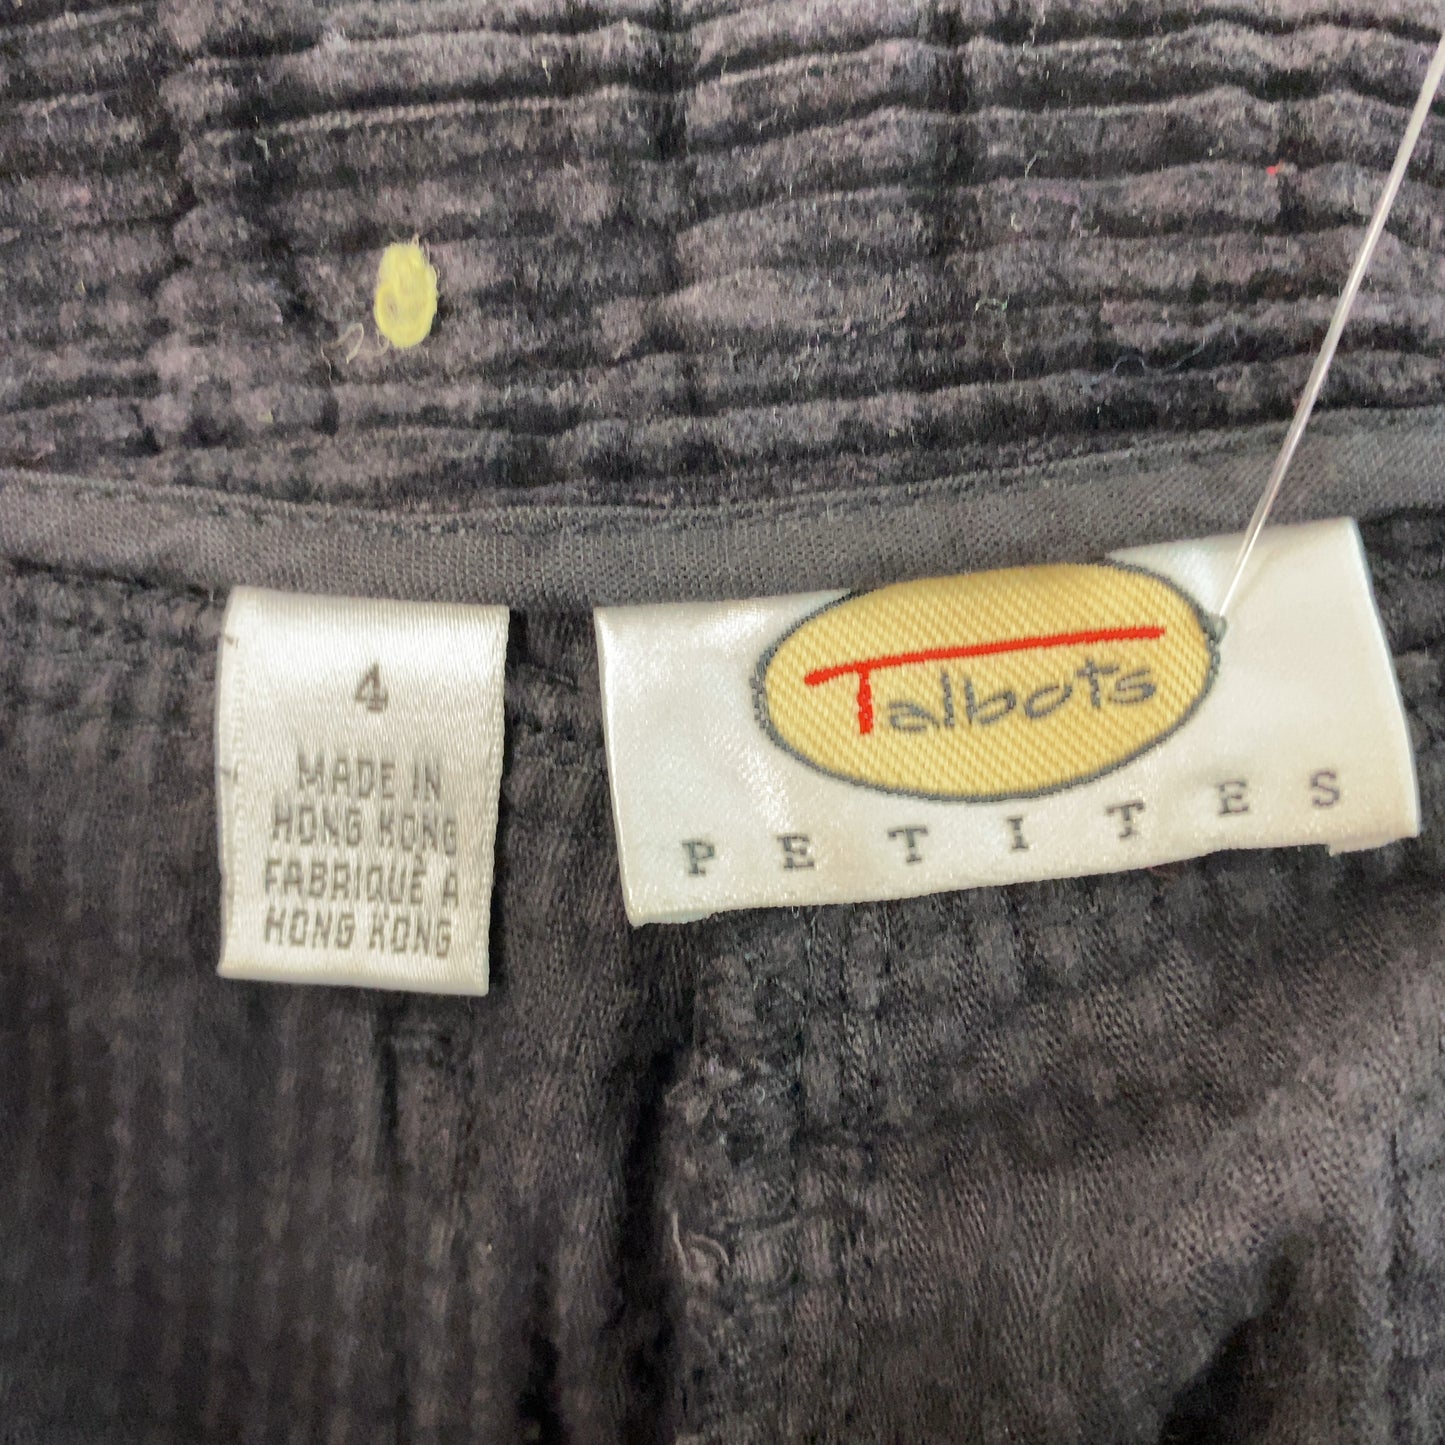 4
MADE IN
HONG KONG
FABRIQUÉ À
HONG KONG
Talbots
PETITES